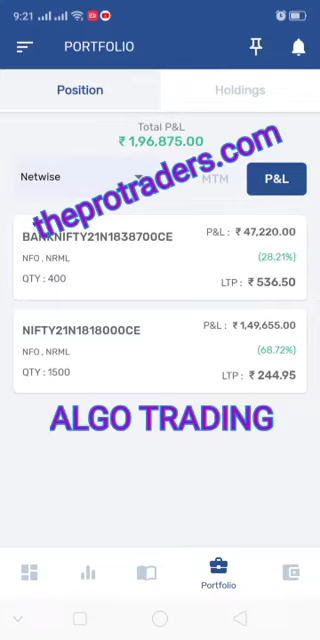 9:21
PORTFOLIO
Position
Holdings
Total P&L
₹ 1,96,875.00
theprotraders.com
Netwise
MTM
P&L
BANKNIFTY21N1838700CE
P&L : ₹ 47,220.00
NFO , NRML
(28.21%)
QTY : 400
LTP : ₹ 536.50
NIFTY21N1818000CE
P&L : ₹ 1,49,655.00
NFO , NRML
(68.72%)
QTY : 1500
LTP : ₹ 244.95
ALGO TRADING
Portfolio